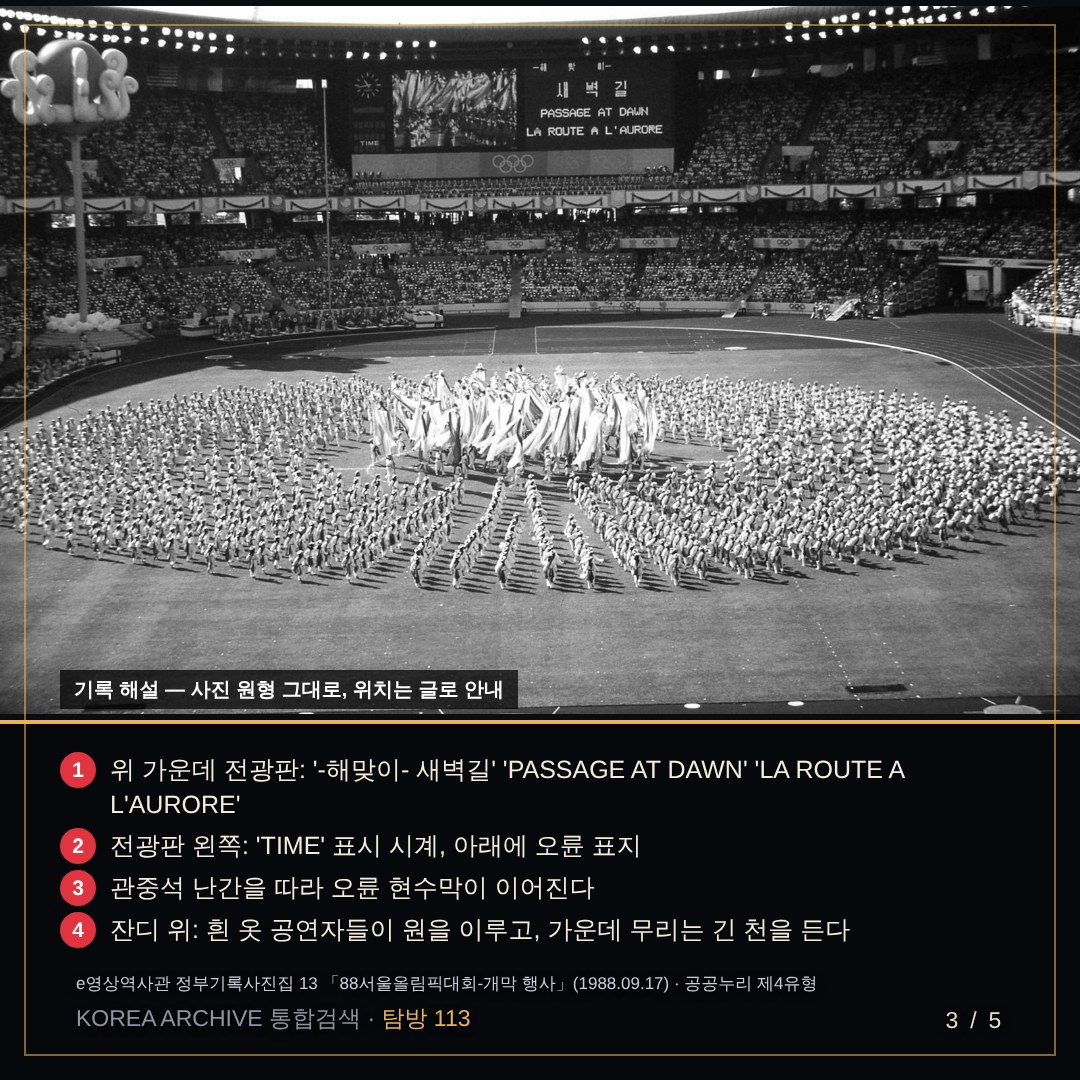 -해 맞 이-
새 벽 길
PASSAGE AT DAWN
LA ROUTE A L'AURORE
TIME
기록 해설 — 사진 원형 그대로, 위치는 글로 안내
1 위 가운데 전광판: '-해맞이- 새벽길' 'PASSAGE AT DAWN' 'LA ROUTE A
L'AURORE'
2 전광판 왼쪽: 'TIME' 표시 시계, 아래에 오륜 표지
3 관중석 난간을 따라 오륜 현수막이 이어진다
4 잔디 위: 흰 옷 공연자들이 원을 이루고, 가운데 무리는 긴 천을 든다
e영상역사관 정부기록사진집 13 「88서울올림픽대회-개막 행사」(1988.09.17) · 공공누리 제4유형
KOREA ARCHIVE 통합검색 · 탐방 113
3 / 5